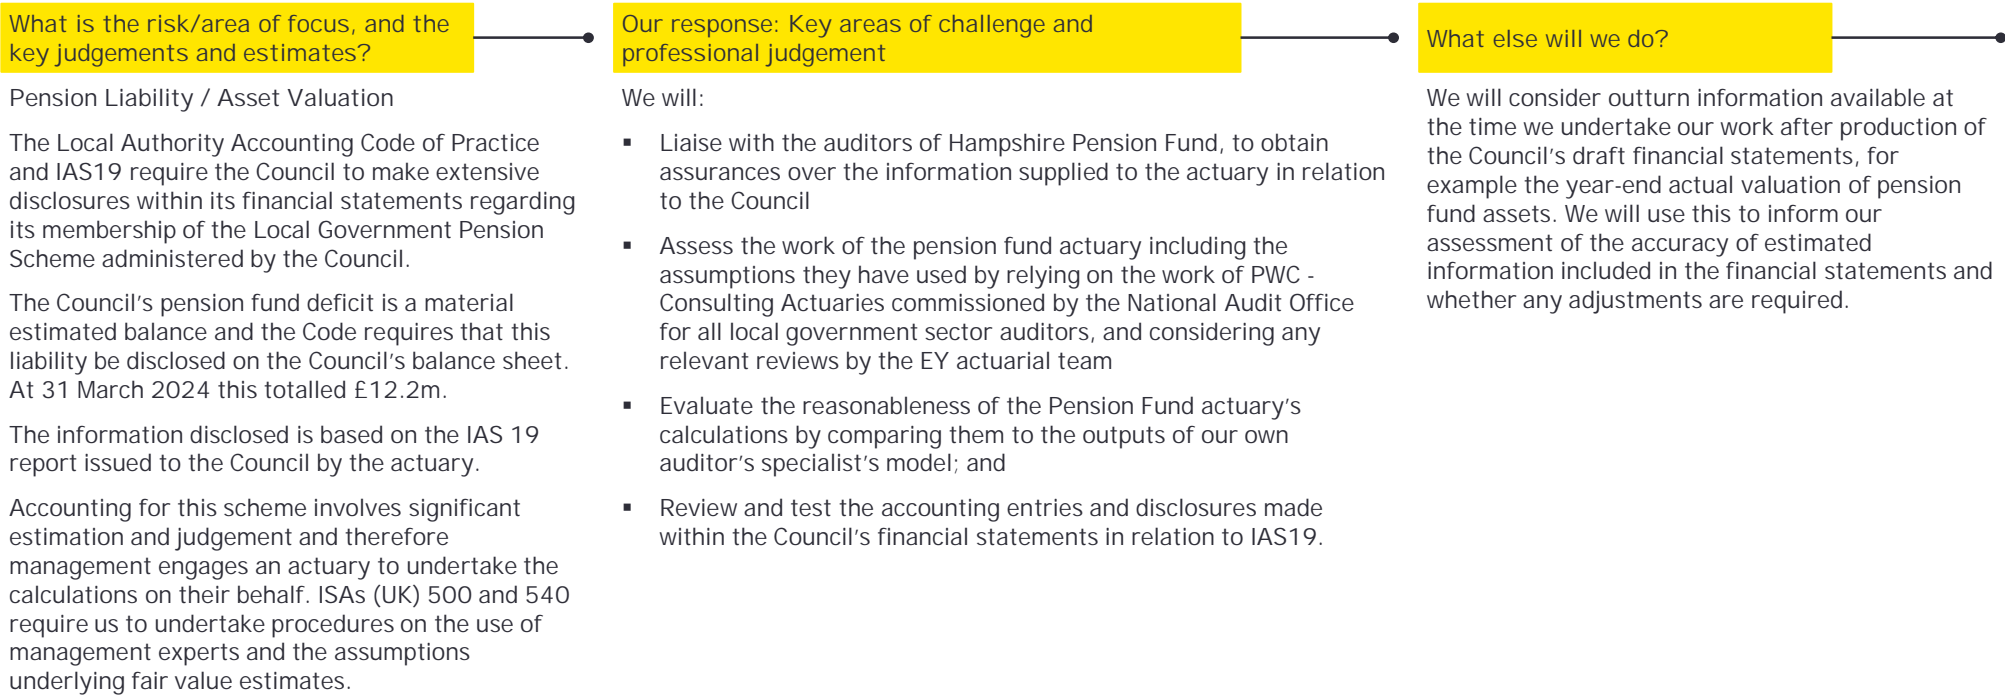 What is the risk/area of focus, and the
key judgements and estimates?
Pension Liability / Asset Valuation
The Local Authority Accounting Code of Practice
and IAS19 require the Council to make extensive
disclosures within its financial statements regarding
its membership of the Local Government Pension
Scheme administered by the Council.
The Council’s pension fund deficit is a material
estimated balance and the Code requires that this
liability be disclosed on the Council’s balance sheet.
At 31 March 2024 this totalled £12.2m.
The information disclosed is based on the IAS 19
report issued to the Council by the actuary.
Accounting for this scheme involves significant
estimation and judgement and therefore
management engages an actuary to undertake the
calculations on their behalf. ISAs (UK) 500 and 540
require us to undertake procedures on the use of
management experts and the assumptions
underlying fair value estimates.
Our response: Key areas of challenge and
professional judgement
We will:
▪ Liaise with the auditors of Hampshire Pension Fund, to obtain
assurances over the information supplied to the actuary in relation
to the Council
▪ Assess the work of the pension fund actuary including the
assumptions they have used by relying on the work of PWC -
Consulting Actuaries commissioned by the National Audit Office
for all local government sector auditors, and considering any
relevant reviews by the EY actuarial team
▪ Evaluate the reasonableness of the Pension Fund actuary’s
calculations by comparing them to the outputs of our own
auditor’s specialist’s model; and
▪ Review and test the accounting entries and disclosures made
within the Council’s financial statements in relation to IAS19.
What else will we do?
We will consider outturn information available at
the time we undertake our work after production of
the Council’s draft financial statements, for
example the year-end actual valuation of pension
fund assets. We will use this to inform our
assessment of the accuracy of estimated
information included in the financial statements and
whether any adjustments are required.